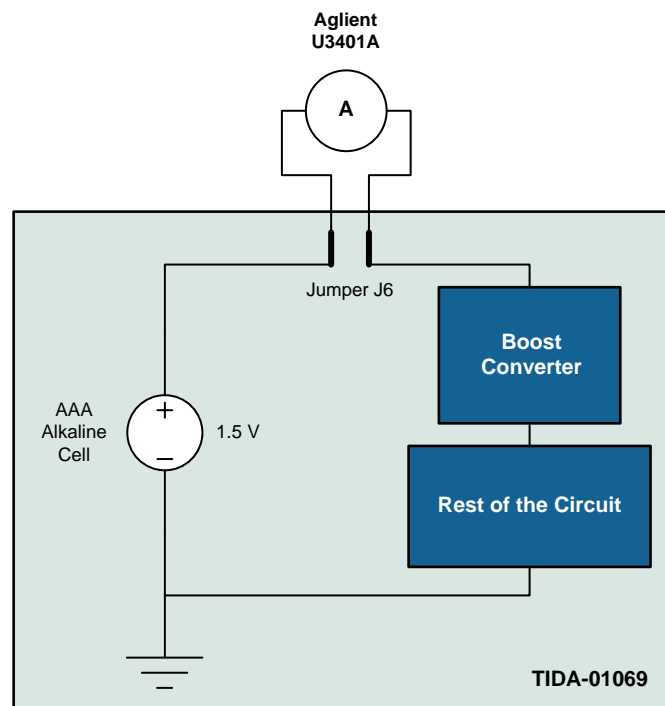 Aglient
U3401A
A
Jumper J6
Boost
Converter
AAA
Alkaline
Cell
+
1.5 V
–
Rest of the Circuit
TIDA-01069